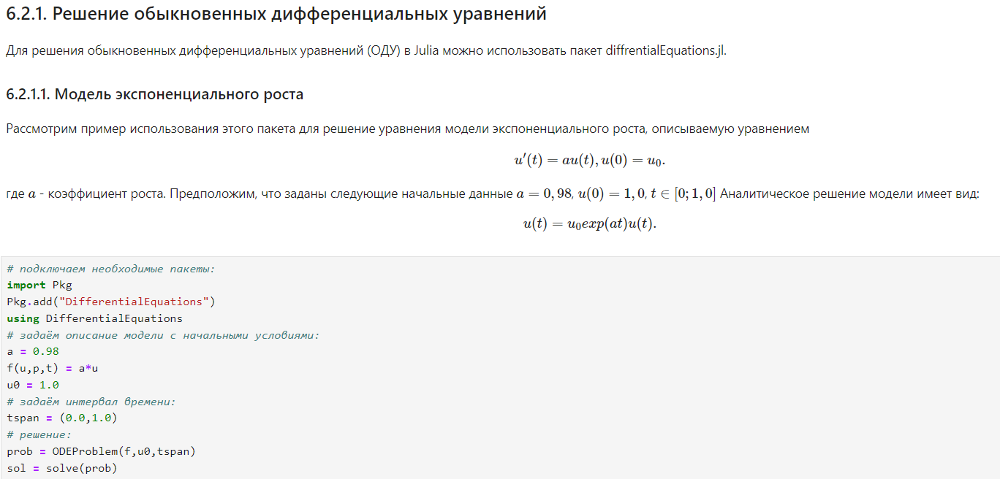 6.2.1. Решение обыкновенных дифференциальных уравнений
Для решения обыкновенных дифференциальных уравнений (ОДУ) в Julia можно использовать пакет diffrentialEquations.jl.
6.2.1.1. Модель экспоненциального роста
Рассмотрим пример использования этого пакета для решение уравнения модели экспоненциального роста, описываемую уравнением
u′(t) = au(t), u(0) = u₀.
где a - коэффициент роста. Предположим, что заданы следующие начальные данные a = 0,98, u(0) = 1,0, t ∈ [0; 1,0] Аналитическое решение модели имеет вид:
u(t) = u₀exp(at)u(t).
# подключаем необходимые пакеты:
import Pkg
Pkg.add("DifferentialEquations")
using DifferentialEquations
# задаём описание модели с начальными условиями:
a = 0.98
f(u,p,t) = a*u
u0 = 1.0
# задаём интервал времени:
tspan = (0.0,1.0)
# решение:
prob = ODEProblem(f,u0,tspan)
sol = solve(prob)